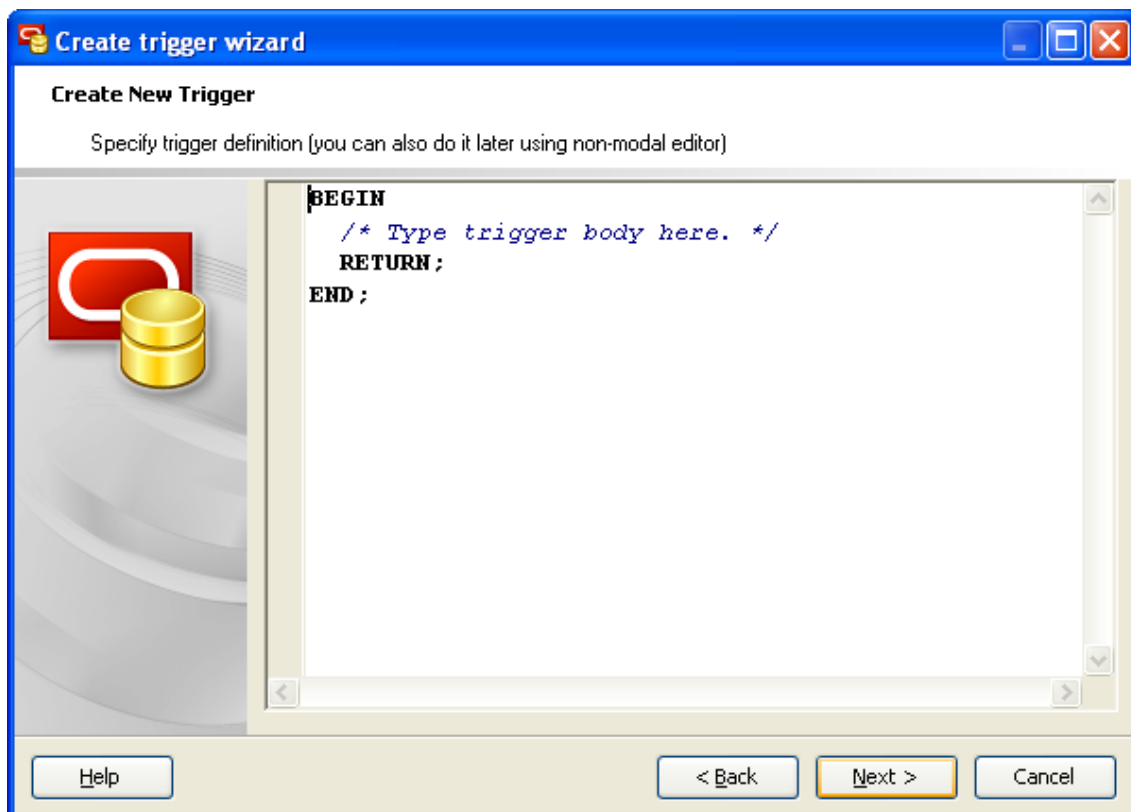 Create trigger wizard
Create New Trigger
Specify trigger definition (you can also do it later using non-modal editor)
BEGIN
/* Type trigger body here. */
RETURN;
END;
Help
< Back
Next >
Cancel